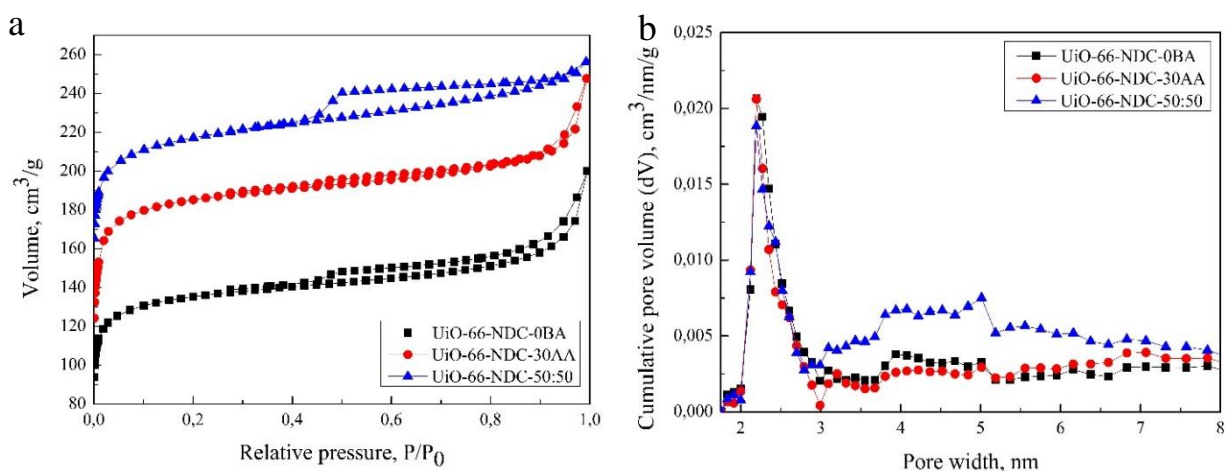 a
Volume, cm³/g
260
240
220
200
180
160
140
120
100
80
0,0
0,2
0,4
0,6
0,8
1,0
Relative pressure, P/P₀
UiO-66-NDC-0BA
UiO-66-NDC-30AA
UiO-66-NDC-50:50
b
Cumulative pore volume (dV), cm³/nm/g
0,025
0,020
0,015
0,010
0,005
0,000
2
3
4
5
6
7
8
Pore width, nm
UiO-66-NDC-0BA
UiO-66-NDC-30AA
UiO-66-NDC-50:50